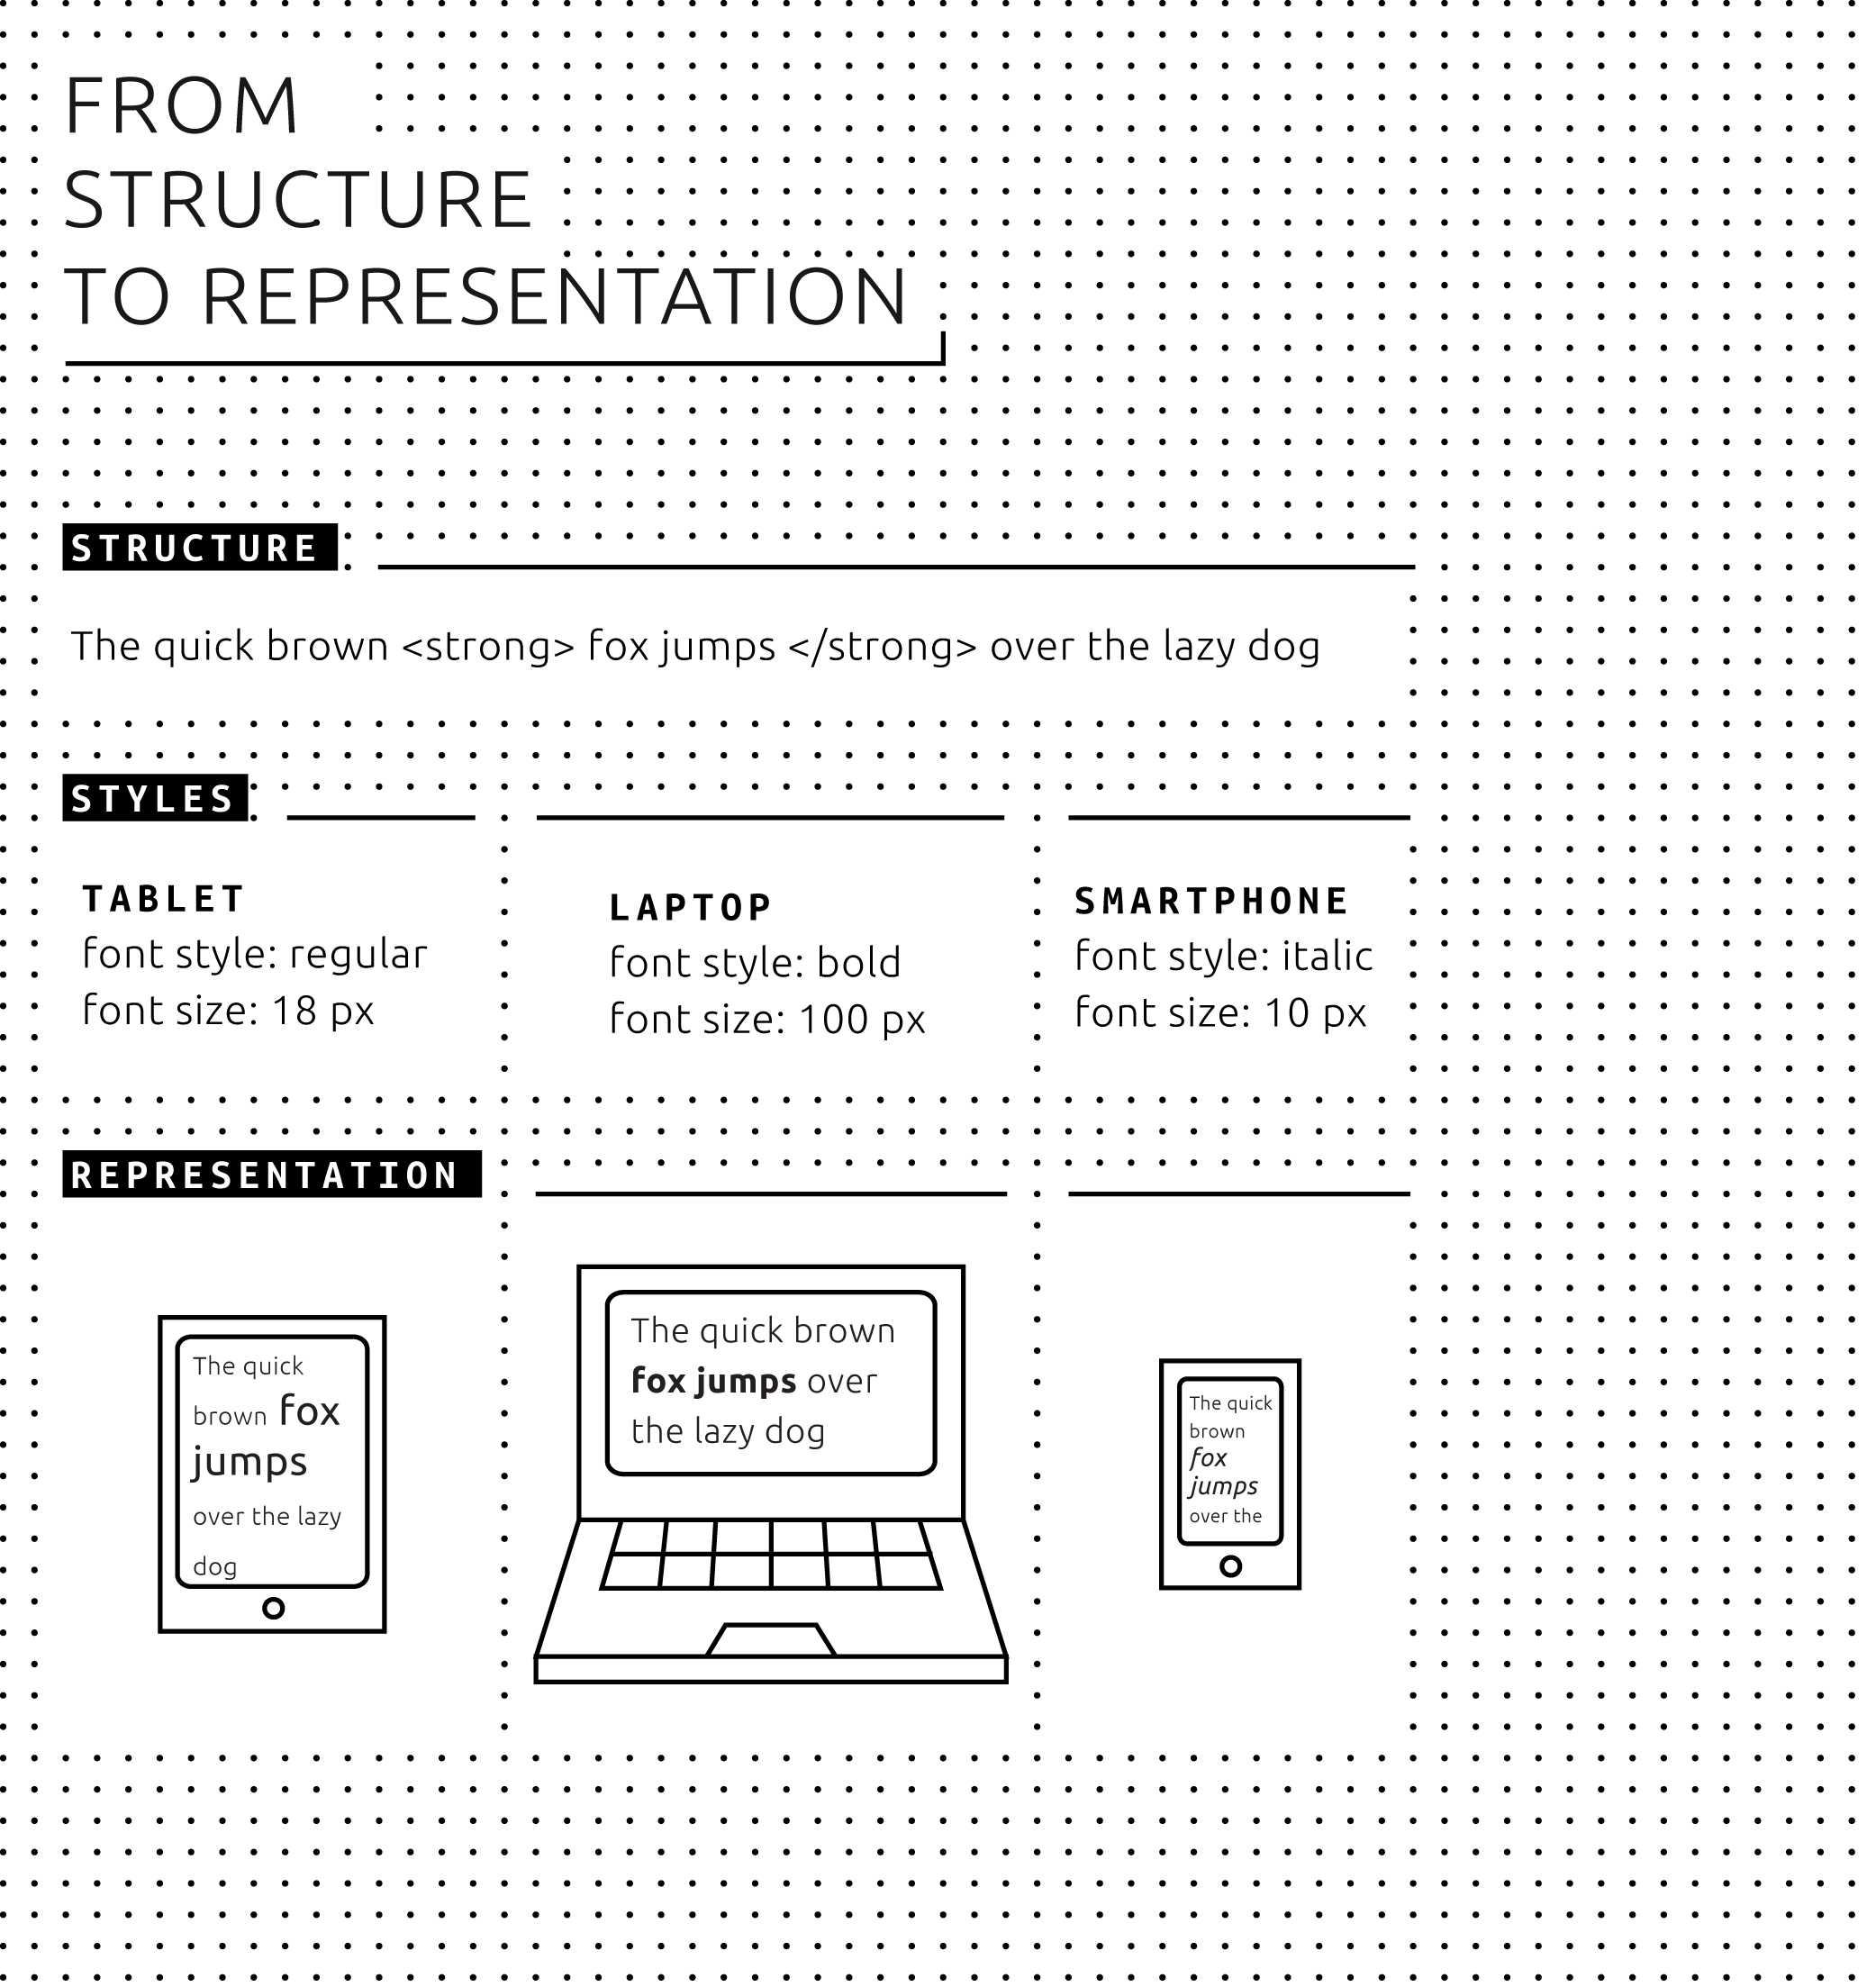 FROM
STRUCTURE
TO REPRESENTATION
STRUCTURE
The quick brown <strong> fox jumps </strong> over the lazy dog
STYLES
TABLET
font style: regular
font size: 18 px
LAPTOP
font style: bold
font size: 100 px
SMARTPHONE
font style: italic
font size: 10 px
REPRESENTATION
The quick
brown fox
jumps
over the lazy
dog
The quick brown
fox jumps over
the lazy dog
The quick
brown
fox
jumps
over the